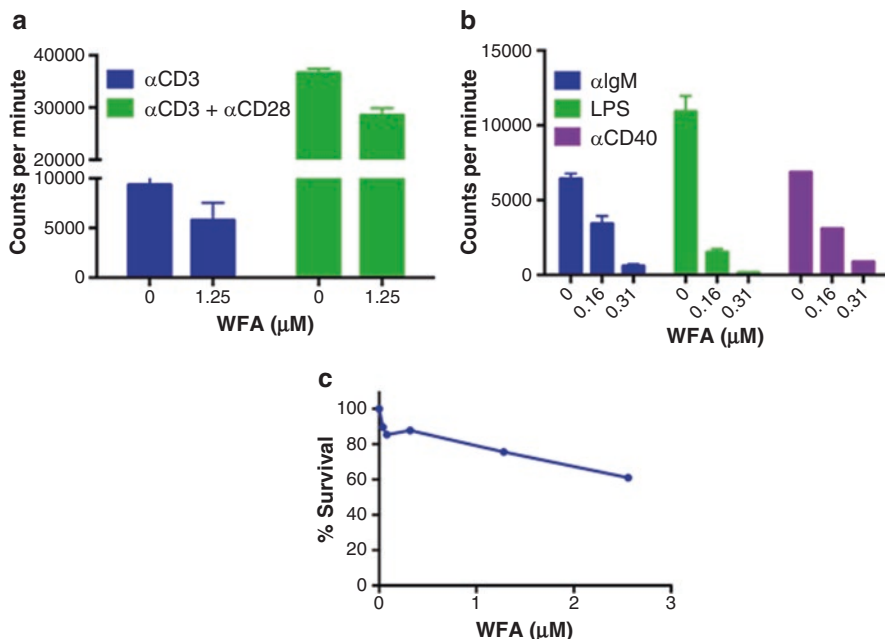 a
Counts per minute
40000
30000
20000
10000
5000
0
αCD3
αCD3 + αCD28
0
1.25
0
1.25
WFA (μM)
b
Counts per minute
15000
10000
5000
0
αIgM
LPS
αCD40
0
0.16
0.31
0
0.16
0.31
0
0.16
0.31
WFA (μM)
c
% Survival
100
80
60
40
20
0
0
1
2
3
WFA (μM)